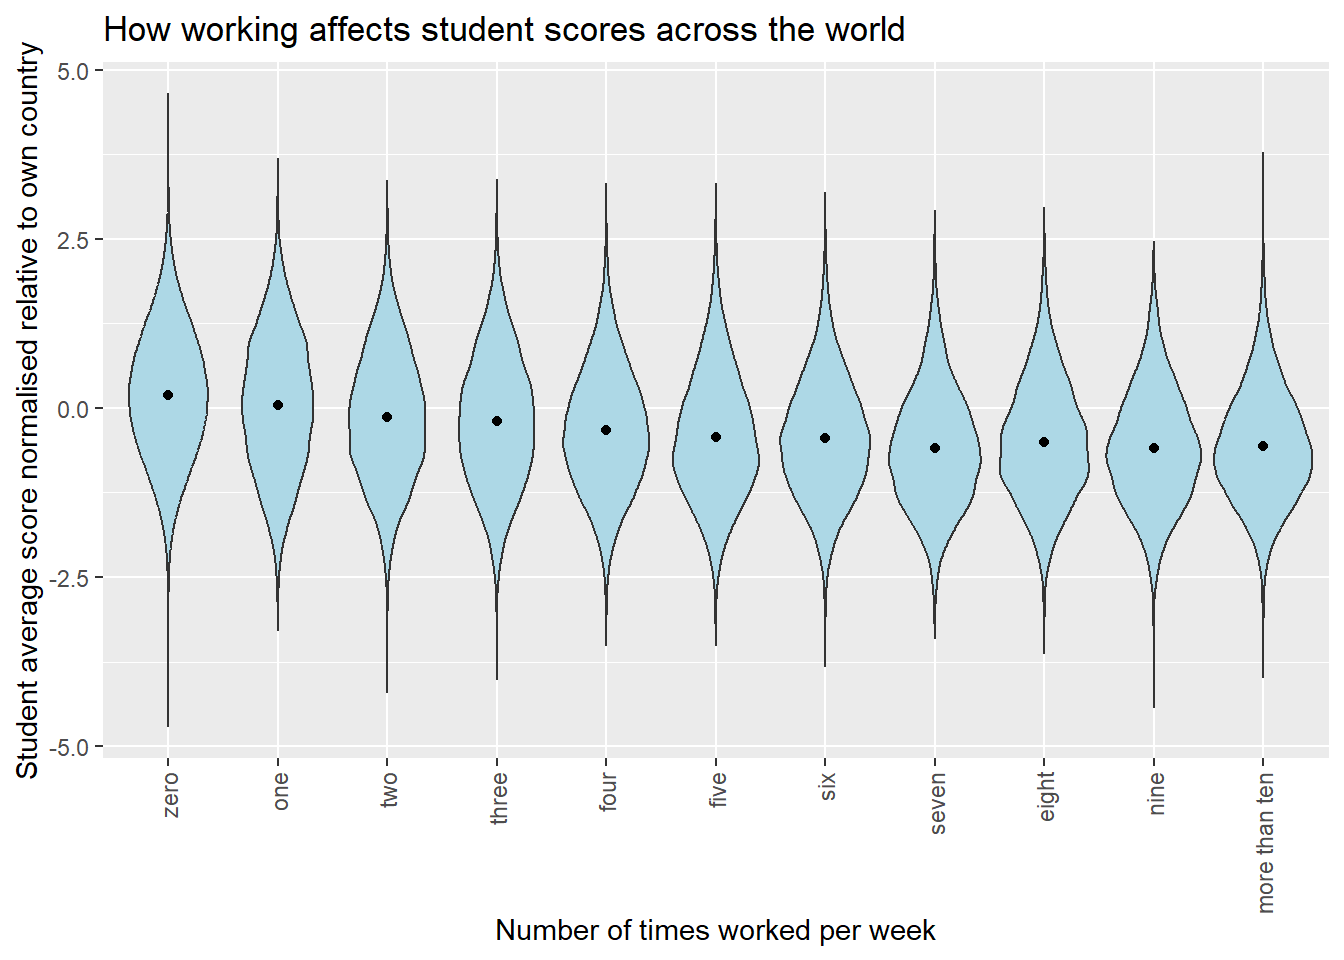 How working affects student scores across the world
Student average score normalised relative to own country
5.0
2.5
0.0
-2.5
-5.0
zero
one
two
three
four
five
six
seven
eight
nine
more than ten
Number of times worked per week